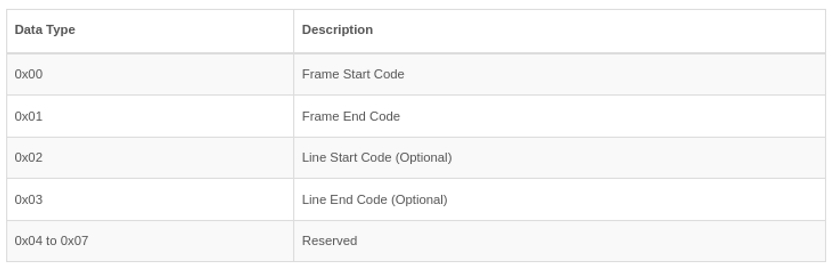 Data Type Description
0x00 Frame Start Code
0x01 Frame End Code
0x02 Line Start Code (Optional)
0x03 Line End Code (Optional)
0x04 to 0x07 Reserved